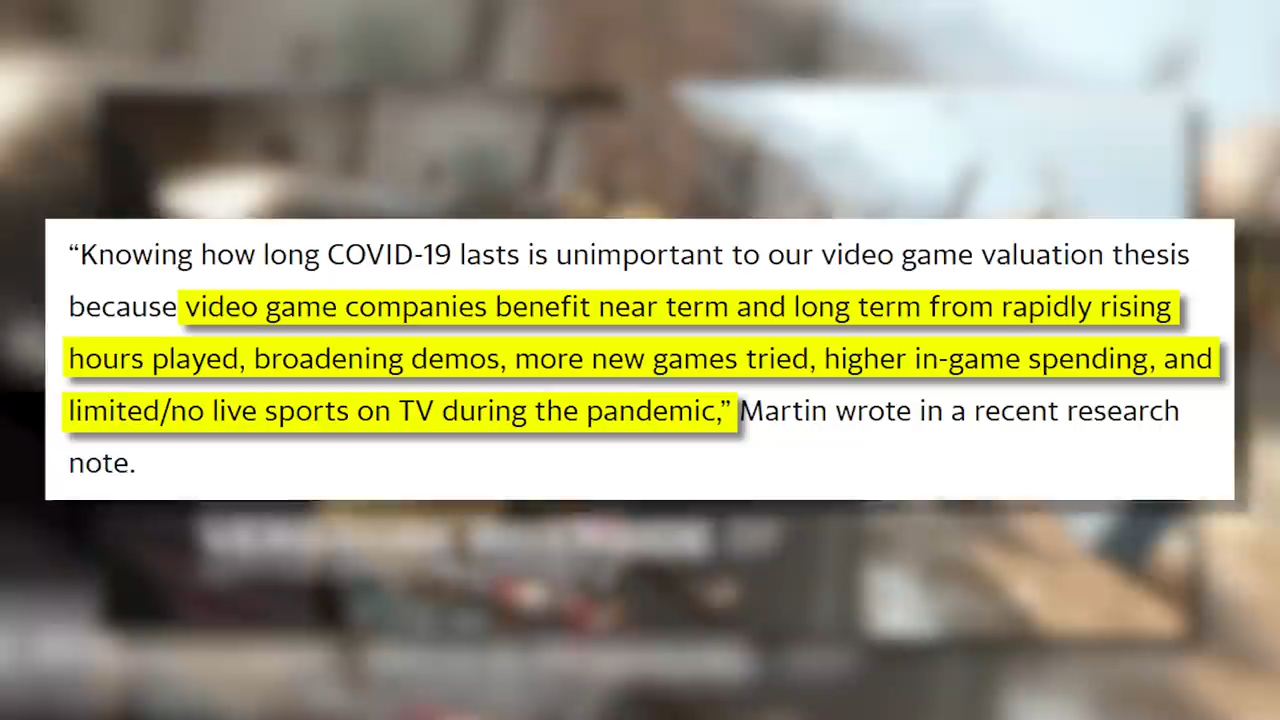 “Knowing how long COVID-19 lasts is unimportant to our video game valuation thesis
because video game companies benefit near term and long term from rapidly rising
hours played, broadening demos, more new games tried, higher in-game spending, and
limited/no live sports on TV during the pandemic,” Martin wrote in a recent research
note.